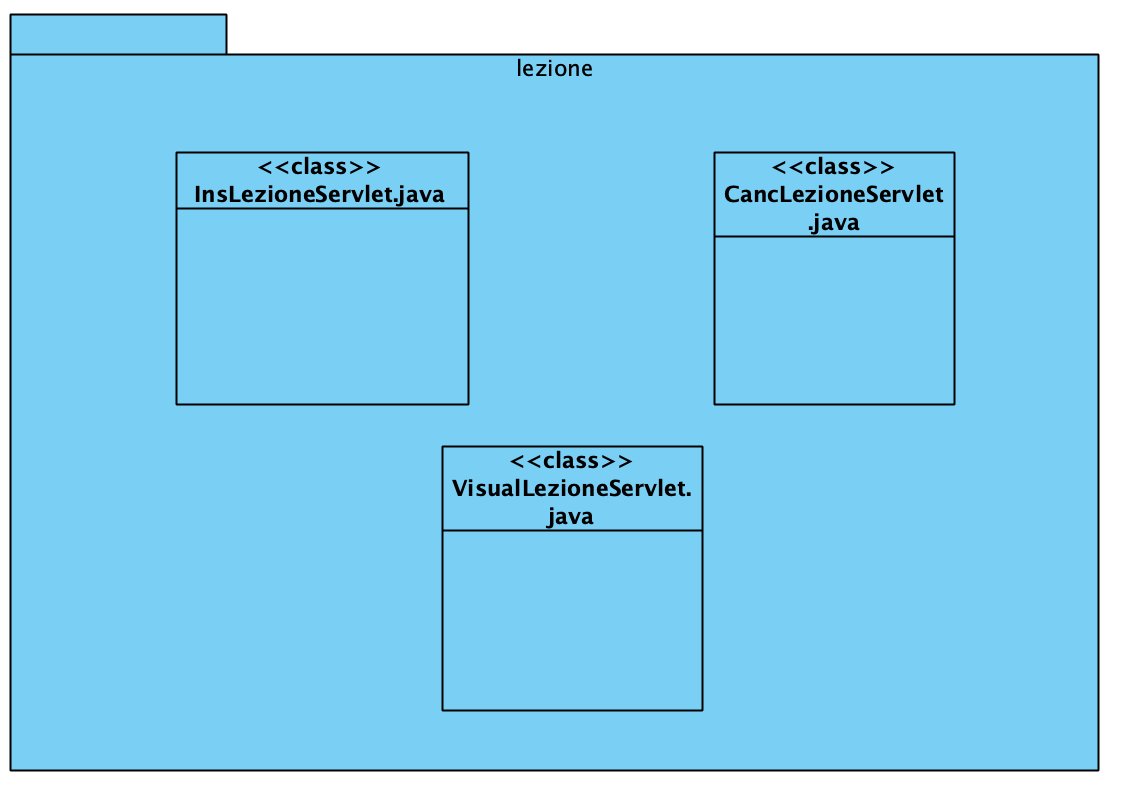 lezione
<<class>>
InsLezioneServlet.java
<<class>>
CancLezioneServlet
.java
<<class>>
VisualLezioneServlet.
java